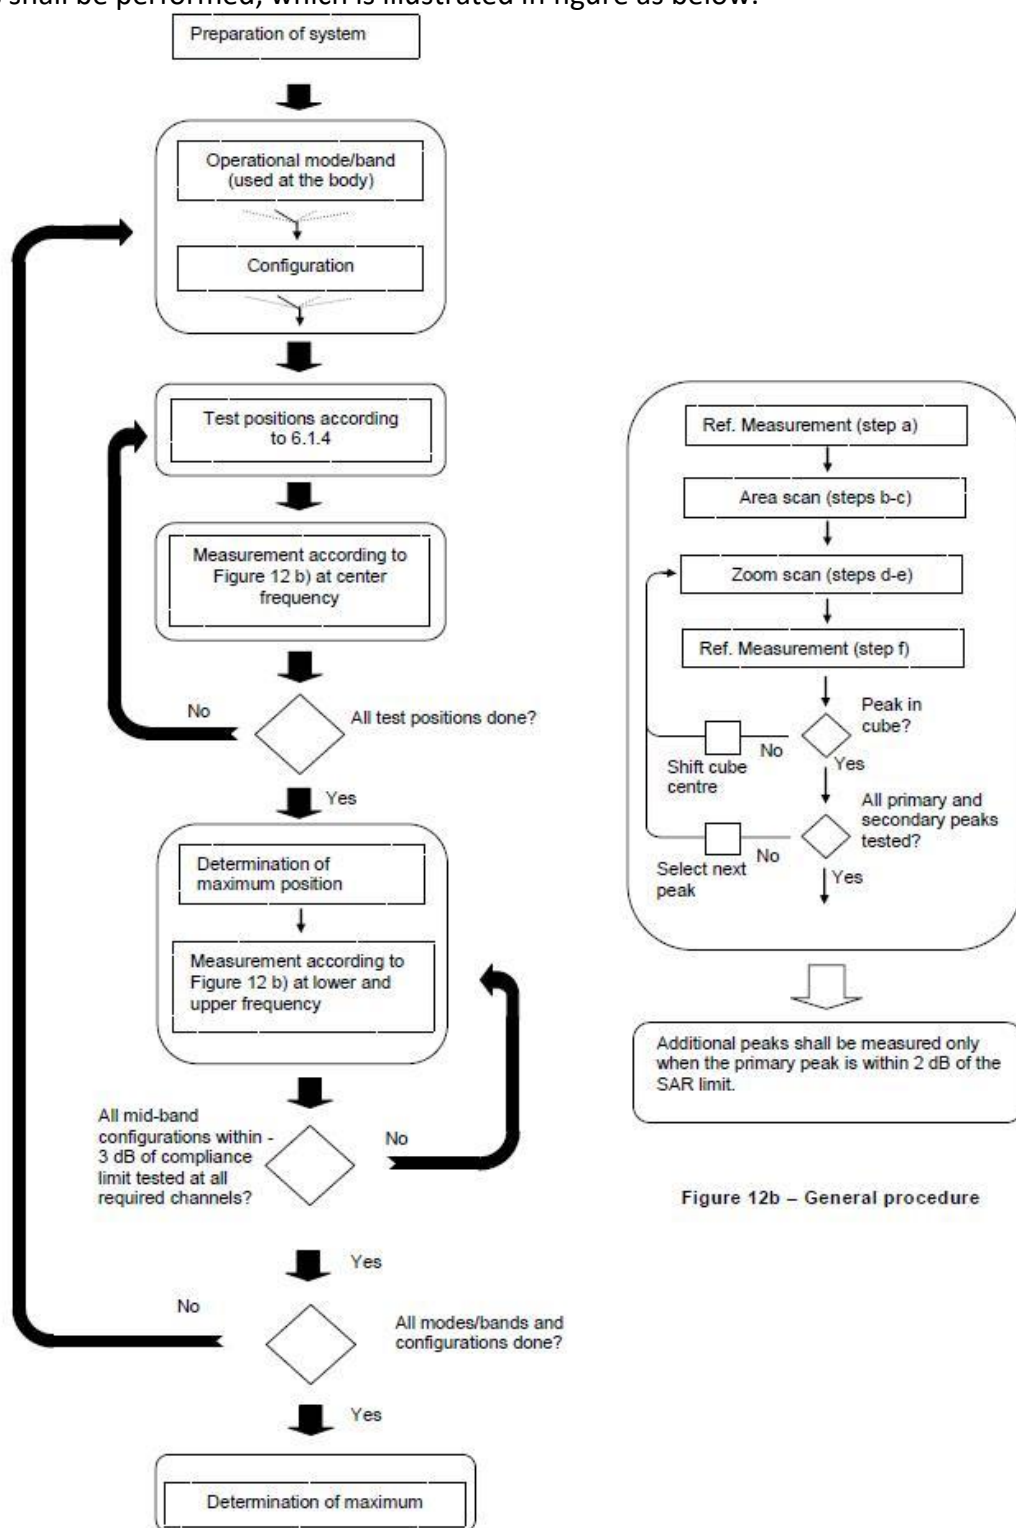 shall be performed, which is illustrated in figure as below:
Preparation of system
Operational mode/band
(used at the body)
Configuration
Test positions according
to 6.1.4
Measurement according to
Figure 12 b) at center
frequency
No
All test positions done?
Yes
Determination of
maximum position
Measurement according to
Figure 12 b) at lower and
upper frequency
All mid-band
configurations within -
3 dB of compliance
limit tested at all
required channels?
No
Yes
No
All modes/bands and
configurations done?
Yes
Determination of maximum
Ref. Measurement (step a)
Area scan (steps b-c)
Zoom scan (steps d-e)
Ref. Measurement (step f)
Peak in
cube?
No
Shift cube
centre
Yes
All primary and
secondary peaks
tested?
No
Select next
peak
Yes
Additional peaks shall be measured only
when the primary peak is within 2 dB of the
SAR limit.
Figure 12b – General procedure